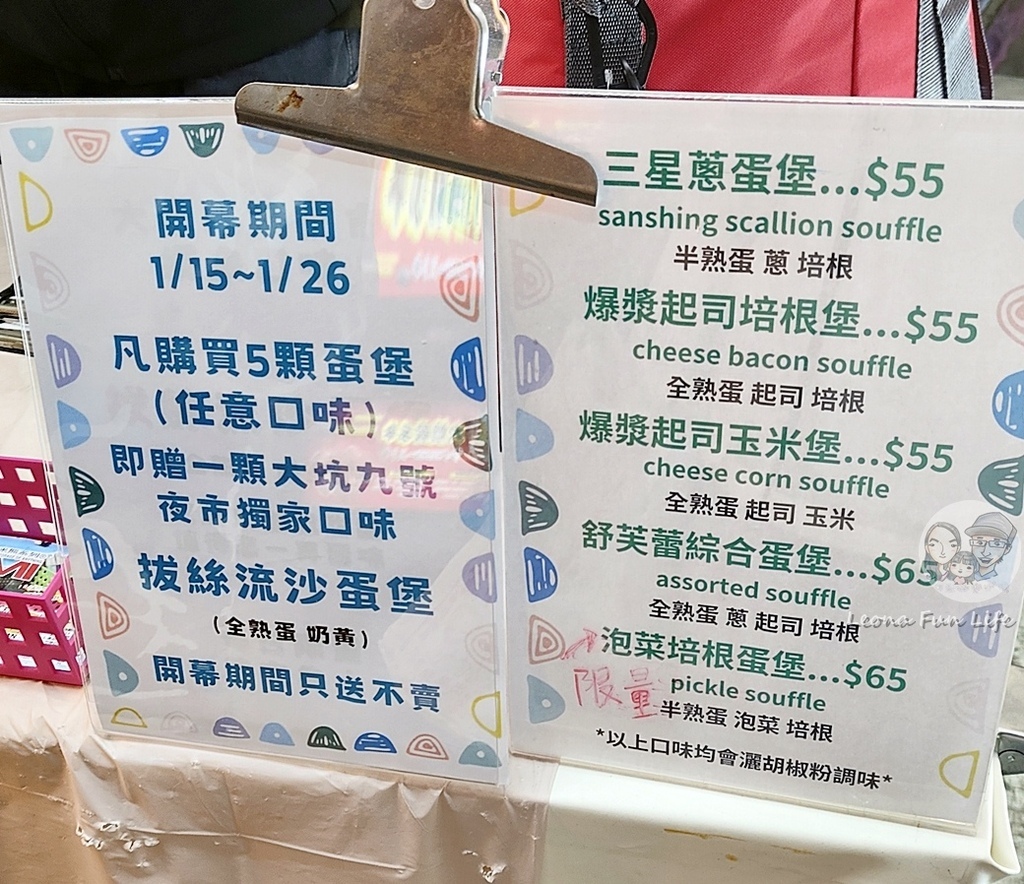 開幕期間
1/15~1/26
凡購買5顆蛋堡
(任意口味)
即贈一顆大坑九號
夜市獨家口味
拔絲流沙蛋堡
(全熟蛋 奶黃)
開幕期間只送不賣
三星蔥蛋堡...$55
sanshing scallion souffle
半熟蛋 蔥 培根
爆漿起司培根堡...$55
cheese bacon souffle
全熟蛋 起司 培根
爆漿起司玉米堡...$55
cheese corn souffle
全熟蛋 起司 玉米
舒芙蕾綜合蛋堡...$65
assorted souffle
全熟蛋 蔥 起司 培根
泡菜培根蛋堡...$65
限量 pickle souffle
半熟蛋 泡菜 培根
*以上口味均會灑胡椒粉調味*
Leona Fun Life